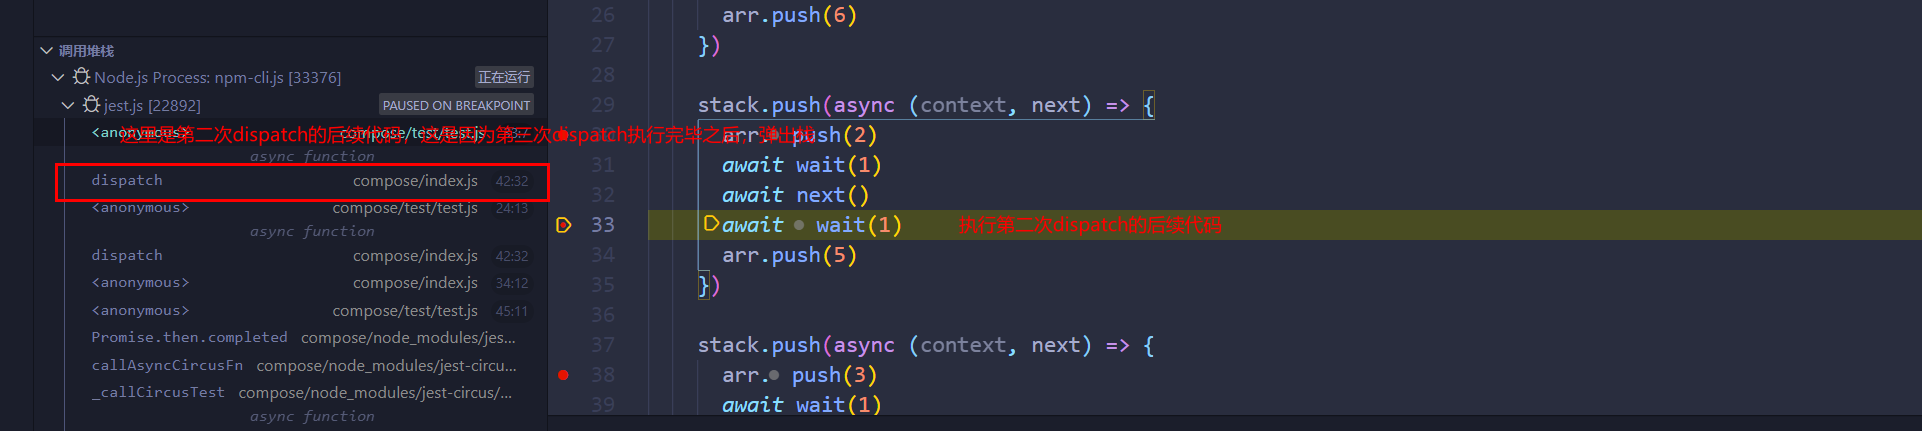 调用堆栈
Node.js Process: npm-cli.js [33376] 正在运行
jest.js [22892] PAUSED ON BREAKPOINT
<anonymous> compose/test/test.js 33:7
这里是第二次dispatch的后续代码，这是因为第三次dispatch执行完毕之后，弹出栈
async function
dispatch compose/index.js 42:32
<anonymous> compose/test/test.js 24:13
async function
dispatch compose/index.js 42:32
<anonymous> compose/index.js 34:12
<anonymous> compose/test/test.js 45:11
Promise.then.completed compose/node_modules/jes...
callAsyncCircusFn compose/node_modules/jest-circu...
_callCircusTest compose/node_modules/jest-circus/...
async function
26 arr.push(6)
27 })
28
29 stack.push(async (context, next) => {
arr. push(2)
31 await wait(1)
32 await next()
33 await wait(1) 执行第二次dispatch的后续代码
34 arr.push(5)
35 })
36
37 stack.push(async (context, next) => {
38 arr. push(3)
39 await wait(1)